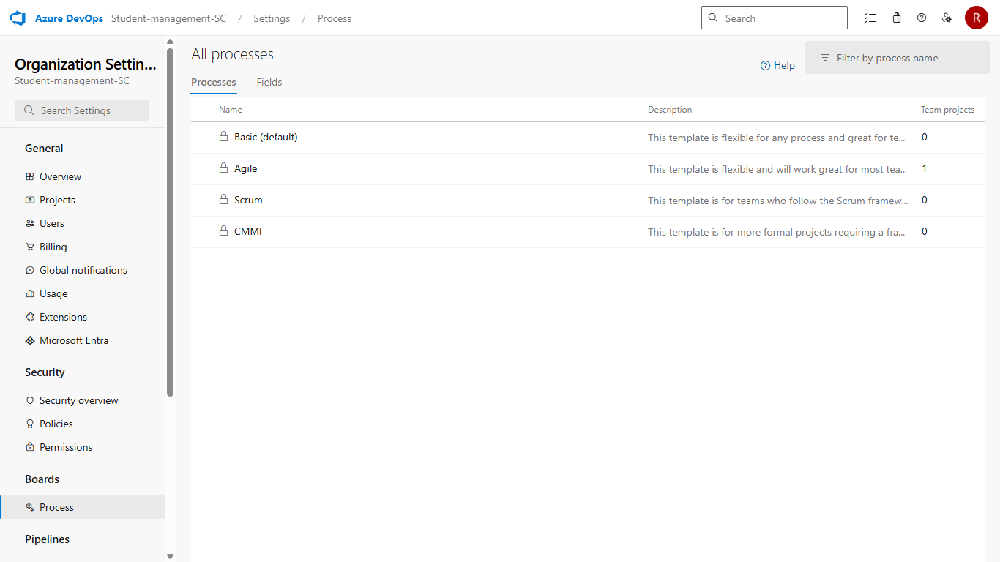 Azure DevOps Student-management-SC / Settings / Process
Search
R
Organization Settin...
Student-management-SC
Search Settings
General
Overview
Projects
Users
Billing
Global notifications
Usage
Extensions
Microsoft Entra
Security
Security overview
Policies
Permissions
Boards
Process
Pipelines
All processes
Help
Filter by process name
Processes Fields
Name Description Team projects
Basic (default) This template is flexible for any process and great for te... 0
Agile This template is flexible and will work great for most tea... 1
Scrum This template is for teams who follow the Scrum framew... 0
CMMI This template is for more formal projects requiring a fra... 0